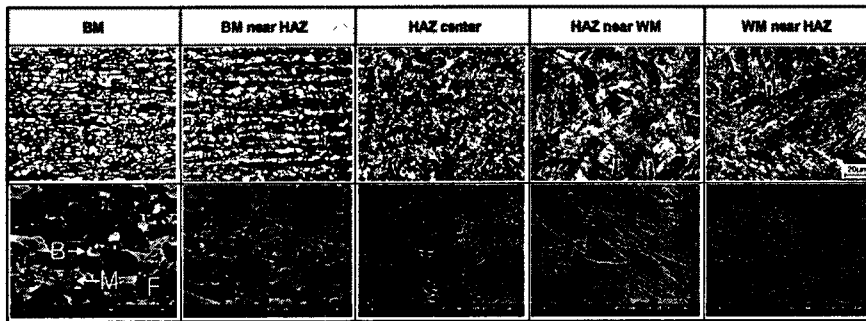 BM
BM near HAZ
HAZ center
HAZ near WM
WM near HAZ
20μm
B
M
F